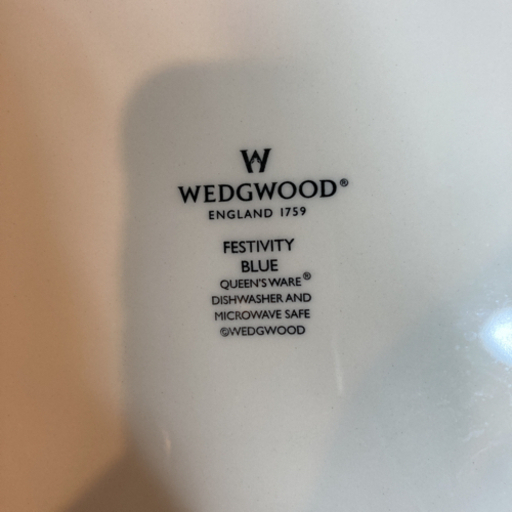 W
WEDGWOOD®
ENGLAND 1759
FESTIVITY
BLUE
QUEEN'S WARE®
DISHWASHER AND
MICROWAVE SAFE
©WEDGWOOD